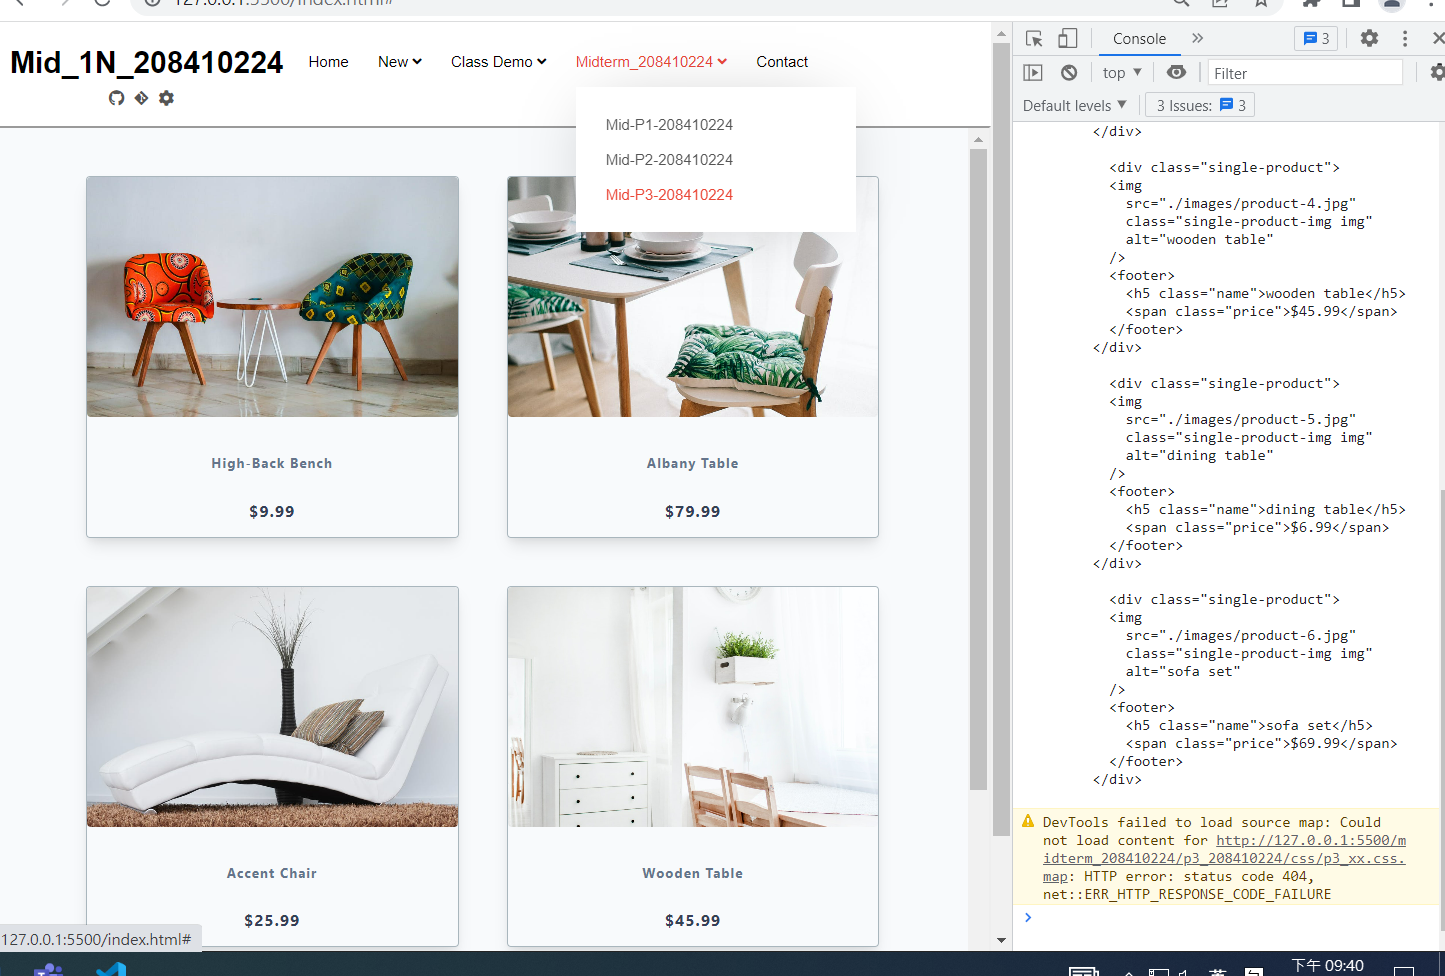 127.0.0.1:5500/index.html#
Mid_1N_208410224
Home
New
Class Demo
Midterm_208410224
Contact
Mid-P1-208410224
Mid-P2-208410224
Mid-P3-208410224
High-Back Bench
$9.99
Albany Table
$79.99
Accent Chair
$25.99
Wooden Table
$45.99
127.0.0.1:5500/index.html#
Console
3
top
Filter
Default levels
3 Issues:
3
</div>
<div class="single-product">
<img
src="./images/product-4.jpg"
class="single-product-img img"
alt="wooden table"
/>
<footer>
<h5 class="name">wooden table</h5>
<span class="price">$45.99</span>
</footer>
</div>
<div class="single-product">
<img
src="./images/product-5.jpg"
class="single-product-img img"
alt="dining table"
/>
<footer>
<h5 class="name">dining table</h5>
<span class="price">$6.99</span>
</footer>
</div>
<div class="single-product">
<img
src="./images/product-6.jpg"
class="single-product-img img"
alt="sofa set"
/>
<footer>
<h5 class="name">sofa set</h5>
<span class="price">$69.99</span>
</footer>
</div>
DevTools failed to load source map: Could
not load content for http://127.0.0.1:5500/m
idterm_208410224/p3_208410224/css/p3_xx.css.
map: HTTP error: status code 404,
net::ERR_HTTP_RESPONSE_CODE_FAILURE
英
下午 09:40